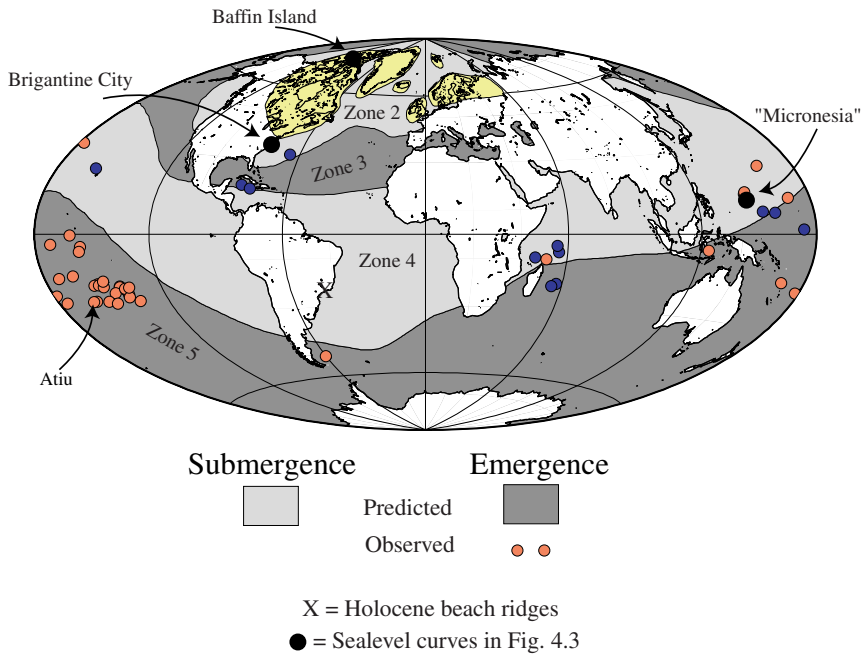 Baffin Island
Brigantine City
"Micronesia"
Zone 2
Zone 3
Zone 4
X
Zone 5
Atiu
Submergence Emergence
Predicted
Observed
X = Holocene beach ridges
= Sealevel curves in Fig. 4.3